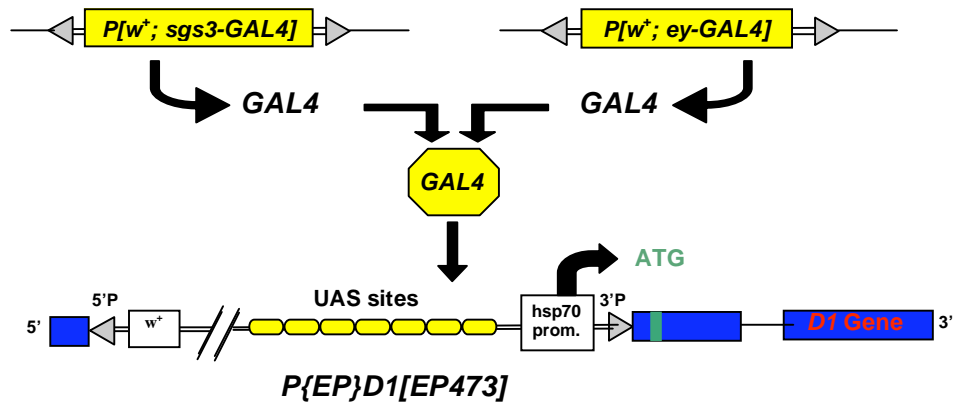 P[w+; sgs3-GAL4] P[w+; ey-GAL4]
GAL4 GAL4
GAL4
ATG
5'P UAS sites hsp70 prom. 3'P
5' w+ D1 Gene 3'
P{EP}D1[EP473]